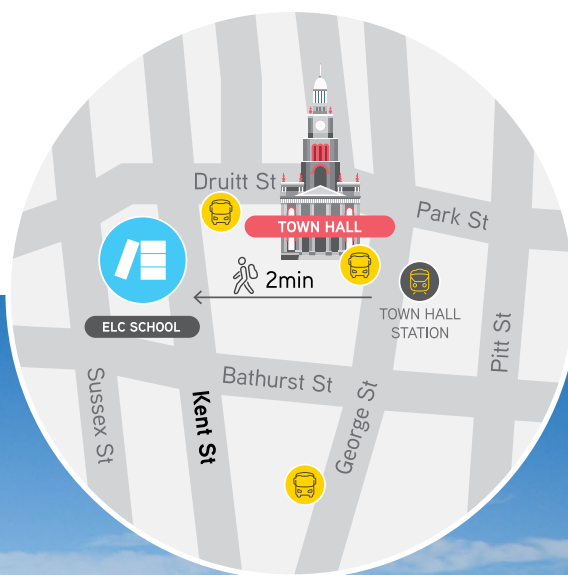 Druitt St
Park St
TOWN HALL
2min
TOWN HALL
STATION
ELC SCHOOL
Pitt St
Bathurst St
Sussex St
Kent St
George St